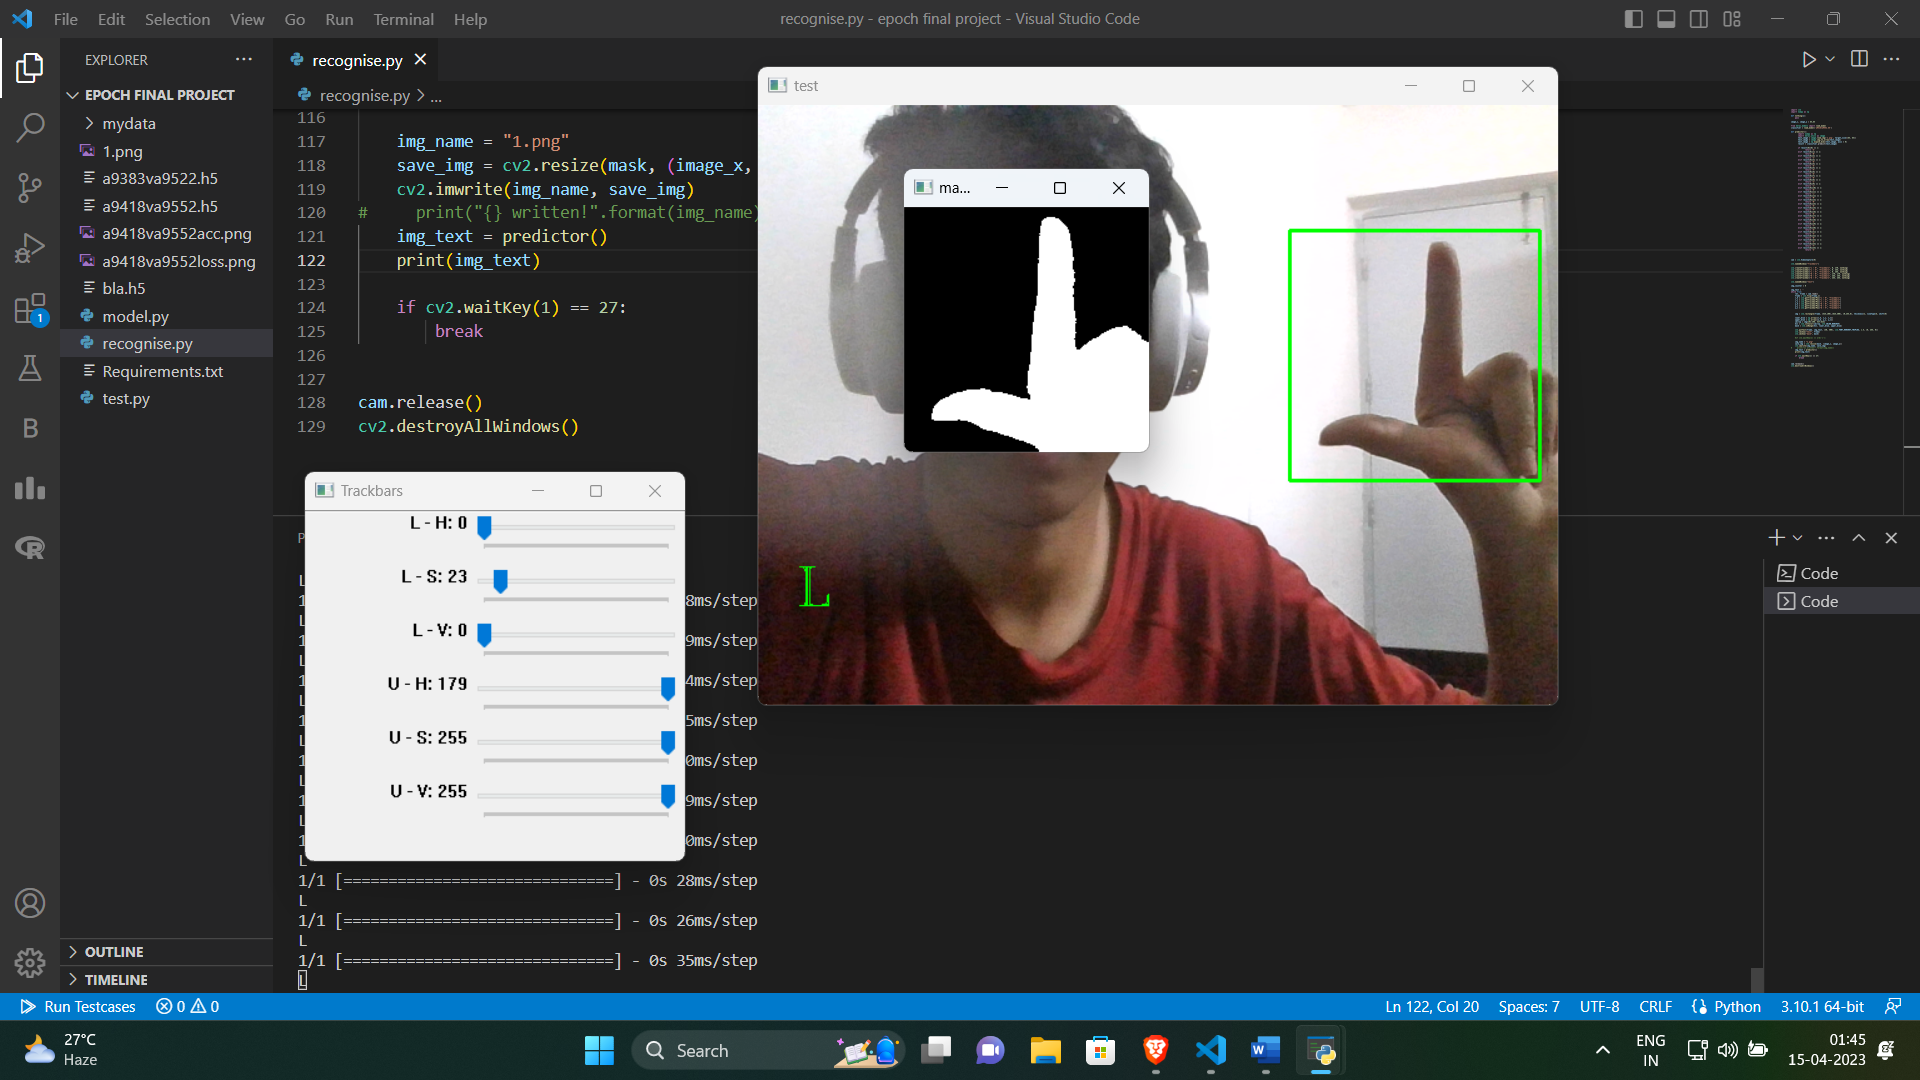 File Edit Selection View Go Run Terminal Help
recognise.py - epoch final project - Visual Studio Code
EXPLORER
EPOCH FINAL PROJECT
mydata
1.png
a9383va9522.h5
a9418va9552.h5
a9418va9552acc.png
a9418va9552loss.png
bla.h5
model.py
recognise.py
Requirements.txt
test.py
OUTLINE
TIMELINE
recognise.py
recognise.py > ...
116
117 img_name = "1.png"
118 save_img = cv2.resize(mask, (image_x,
119 cv2.imwrite(img_name, save_img)
120 # print("{} written!".format(img_name)
121 img_text = predictor()
122 print(img_text)
123
124 if cv2.waitKey(1) == 27:
125 break
126
127
128 cam.release()
129 cv2.destroyAllWindows()
test
ma...
L
Trackbars
L - H: 0
L - S: 23
L - V: 0
U - H: 179
U - S: 255
U - V: 255
8ms/step
9ms/step
4ms/step
5ms/step
0ms/step
9ms/step
0ms/step
L
1/1 [==============================] - 0s 28ms/step
L
1/1 [==============================] - 0s 26ms/step
L
1/1 [==============================] - 0s 35ms/step
L
Code
Code
1
B
R
Run Testcases 0 0
Ln 122, Col 20 Spaces: 7 UTF-8 CRLF Python 3.10.1 64-bit
27°C
Haze
Search
ENG
IN
01:45
15-04-2023